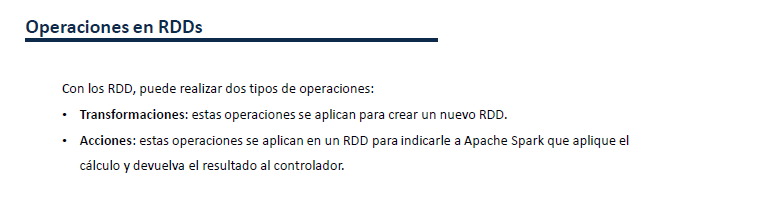 Operaciones en RDDs
Con los RDD, puede realizar dos tipos de operaciones:
• Transformaciones: estas operaciones se aplican para crear un nuevo RDD.
• Acciones: estas operaciones se aplican en un RDD para indicarle a Apache Spark que aplique el
cálculo y devuelva el resultado al controlador.